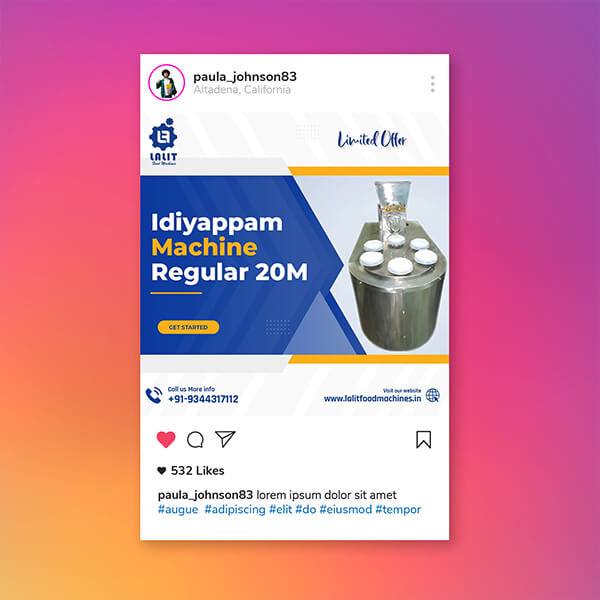 paula_johnson83
Altadena, California
LALIT
Food Machines
Limited Offer
Idiyappam
Machine
Regular 20M
GET STARTED
Call us More info
+91-9344317112
Visit our website
www.lalitfoodmachines.in
532 Likes
paula_johnson83 lorem ipsum dolor sit amet
#augue #adipiscing #elit #do #eiusmod #tempor